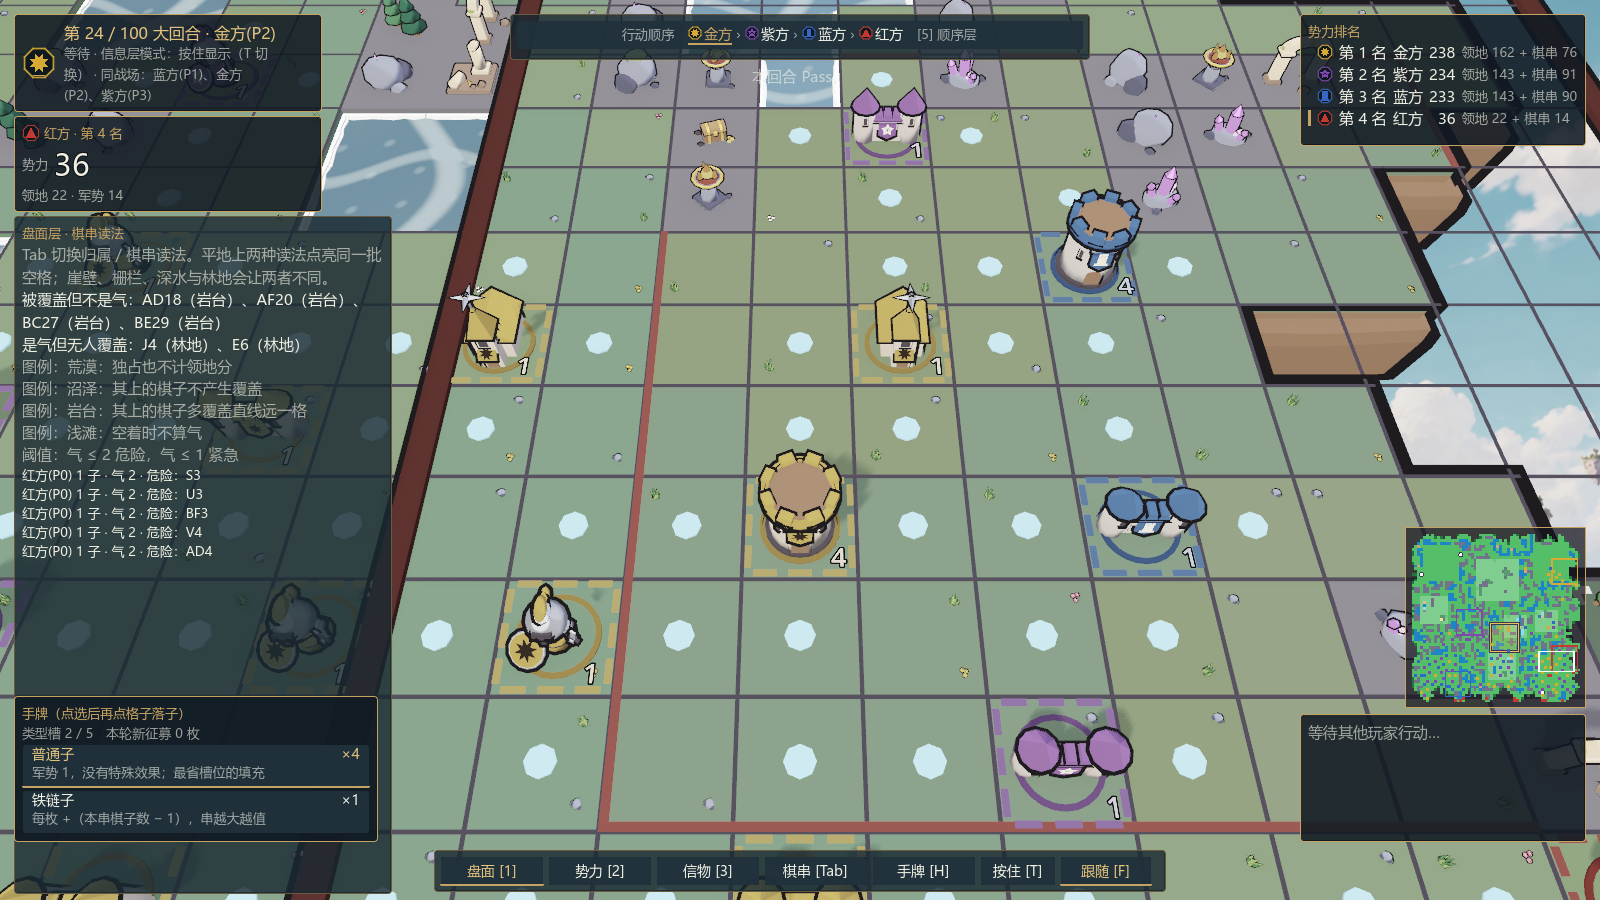 第 24 / 100 大回合 · 金方(P2)
等待 · 信息层模式：按住显示（T 切
换） · 同战场：蓝方(P1)、金方
(P2)、紫方(P3)
红方 · 第 4 名
势力 36
领地 22 · 军势 14
盘面层 · 棋串读法
Tab 切换归属 / 棋串读法。平地上两种读法点亮同一批
空格；崖壁、栅栏、深水与林地会让两者不同。
被覆盖但不是气：AD18（岩台）、AF20（岩台）、
BC27（岩台）、BE29（岩台）
是气但无人覆盖：J4（林地）、E6（林地）
图例：荒漠：独占也不计领地分
图例：沼泽：其上的棋子不产生覆盖
图例：岩台：其上的棋子多覆盖直线远一格
图例：浅滩：空着时不算气
阈值：气 ≤ 2 危险，气 ≤ 1 紧急
红方(P0) 1 子 · 气 2 · 危险：S3
红方(P0) 1 子 · 气 2 · 危险：U3
红方(P0) 1 子 · 气 2 · 危险：BF3
红方(P0) 1 子 · 气 2 · 危险：V4
红方(P0) 1 子 · 气 2 · 危险：AD4
手牌（点选后再点格子落子）
类型槽 2 / 5 本轮新征募 0 枚
普通子 ×4
军势 1，没有特殊效果；最省槽位的填充
铁链子 ×1
每枚 +（本串棋子数 − 1），串越大越值
行动顺序 金方 › 紫方 › 蓝方 › 红方 [5] 顺序层
回合 Pass
势力排名
第 1 名 金方 238 领地 162 + 棋串 76
第 2 名 紫方 234 领地 143 + 棋串 91
第 3 名 蓝方 233 领地 143 + 棋串 90
第 4 名 红方 36 领地 22 + 棋串 14
1
4
1
1
4
1
1
1
1
1
等待其他玩家行动...
盘面 [1] 势力 [2] 信物 [3] 棋串 [Tab] 手牌 [H] 按住 [T] 跟随 [F]